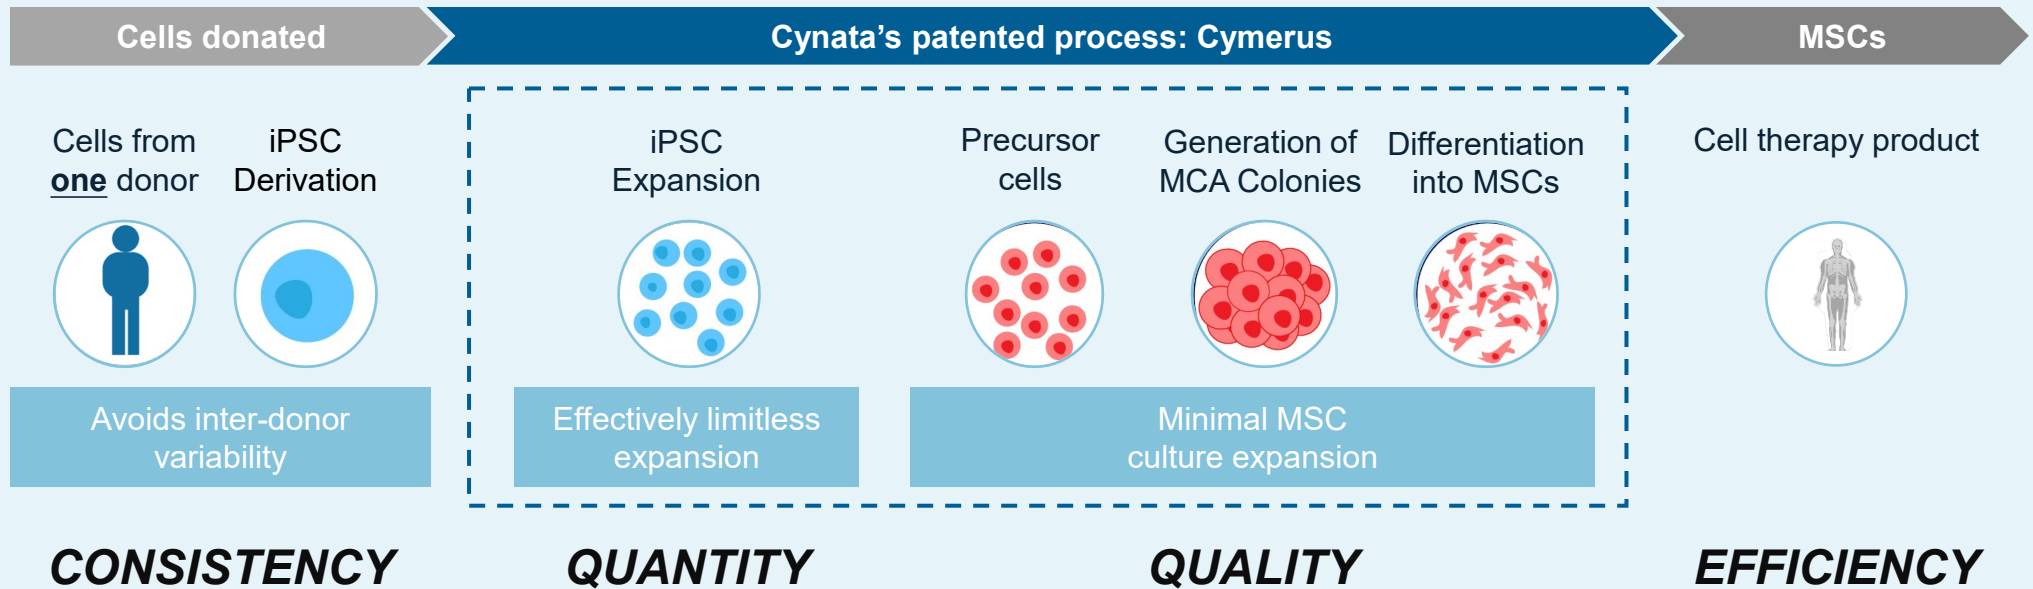 Cells donated
Cynata's patented process: Cymerus
MSCs
Cells from
one donor
iPSC
Derivation
iPSC
Expansion
Precursor
cells
Generation of
MCA Colonies
Differentiation
into MSCs
Cell therapy product
Avoids inter-donor
variability
Effectively limitless
expansion
Minimal MSC
culture expansion
CONSISTENCY
QUANTITY
QUALITY
EFFICIENCY